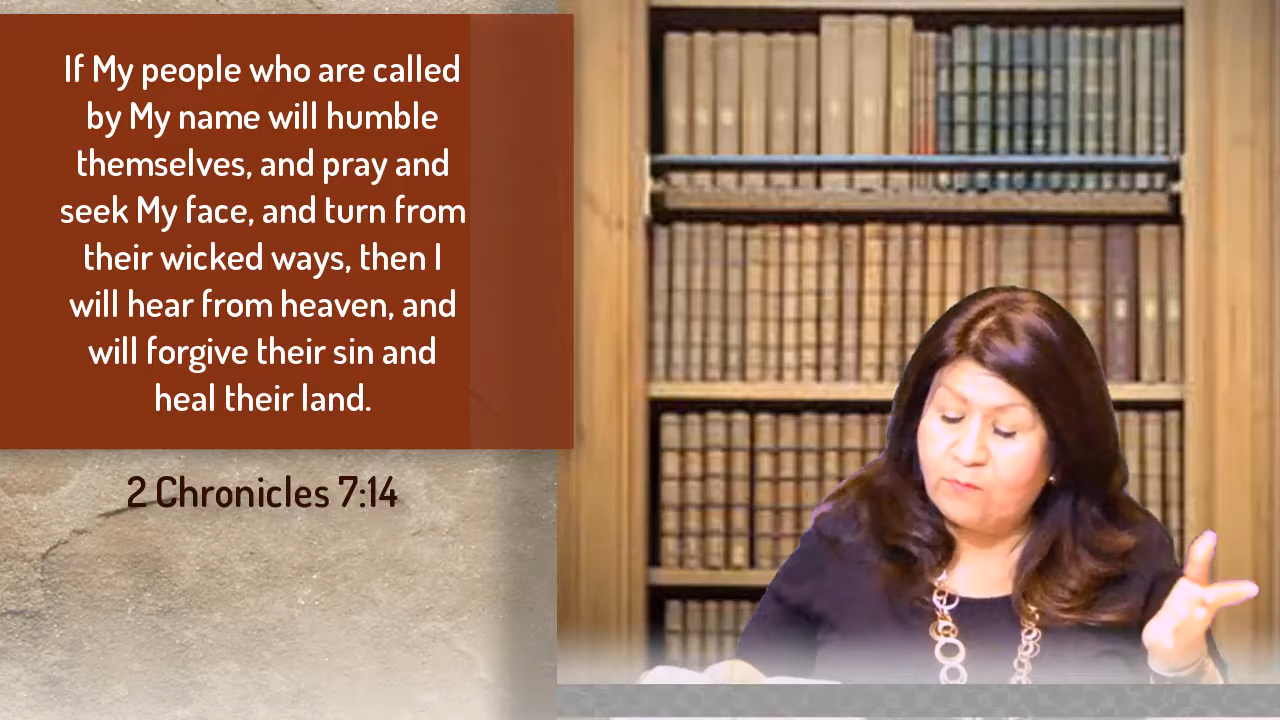 If My people who are called
by My name will humble
themselves, and pray and
seek My face, and turn from
their wicked ways, then I
will hear from heaven, and
will forgive their sin and
heal their land.
2 Chronicles 7:14